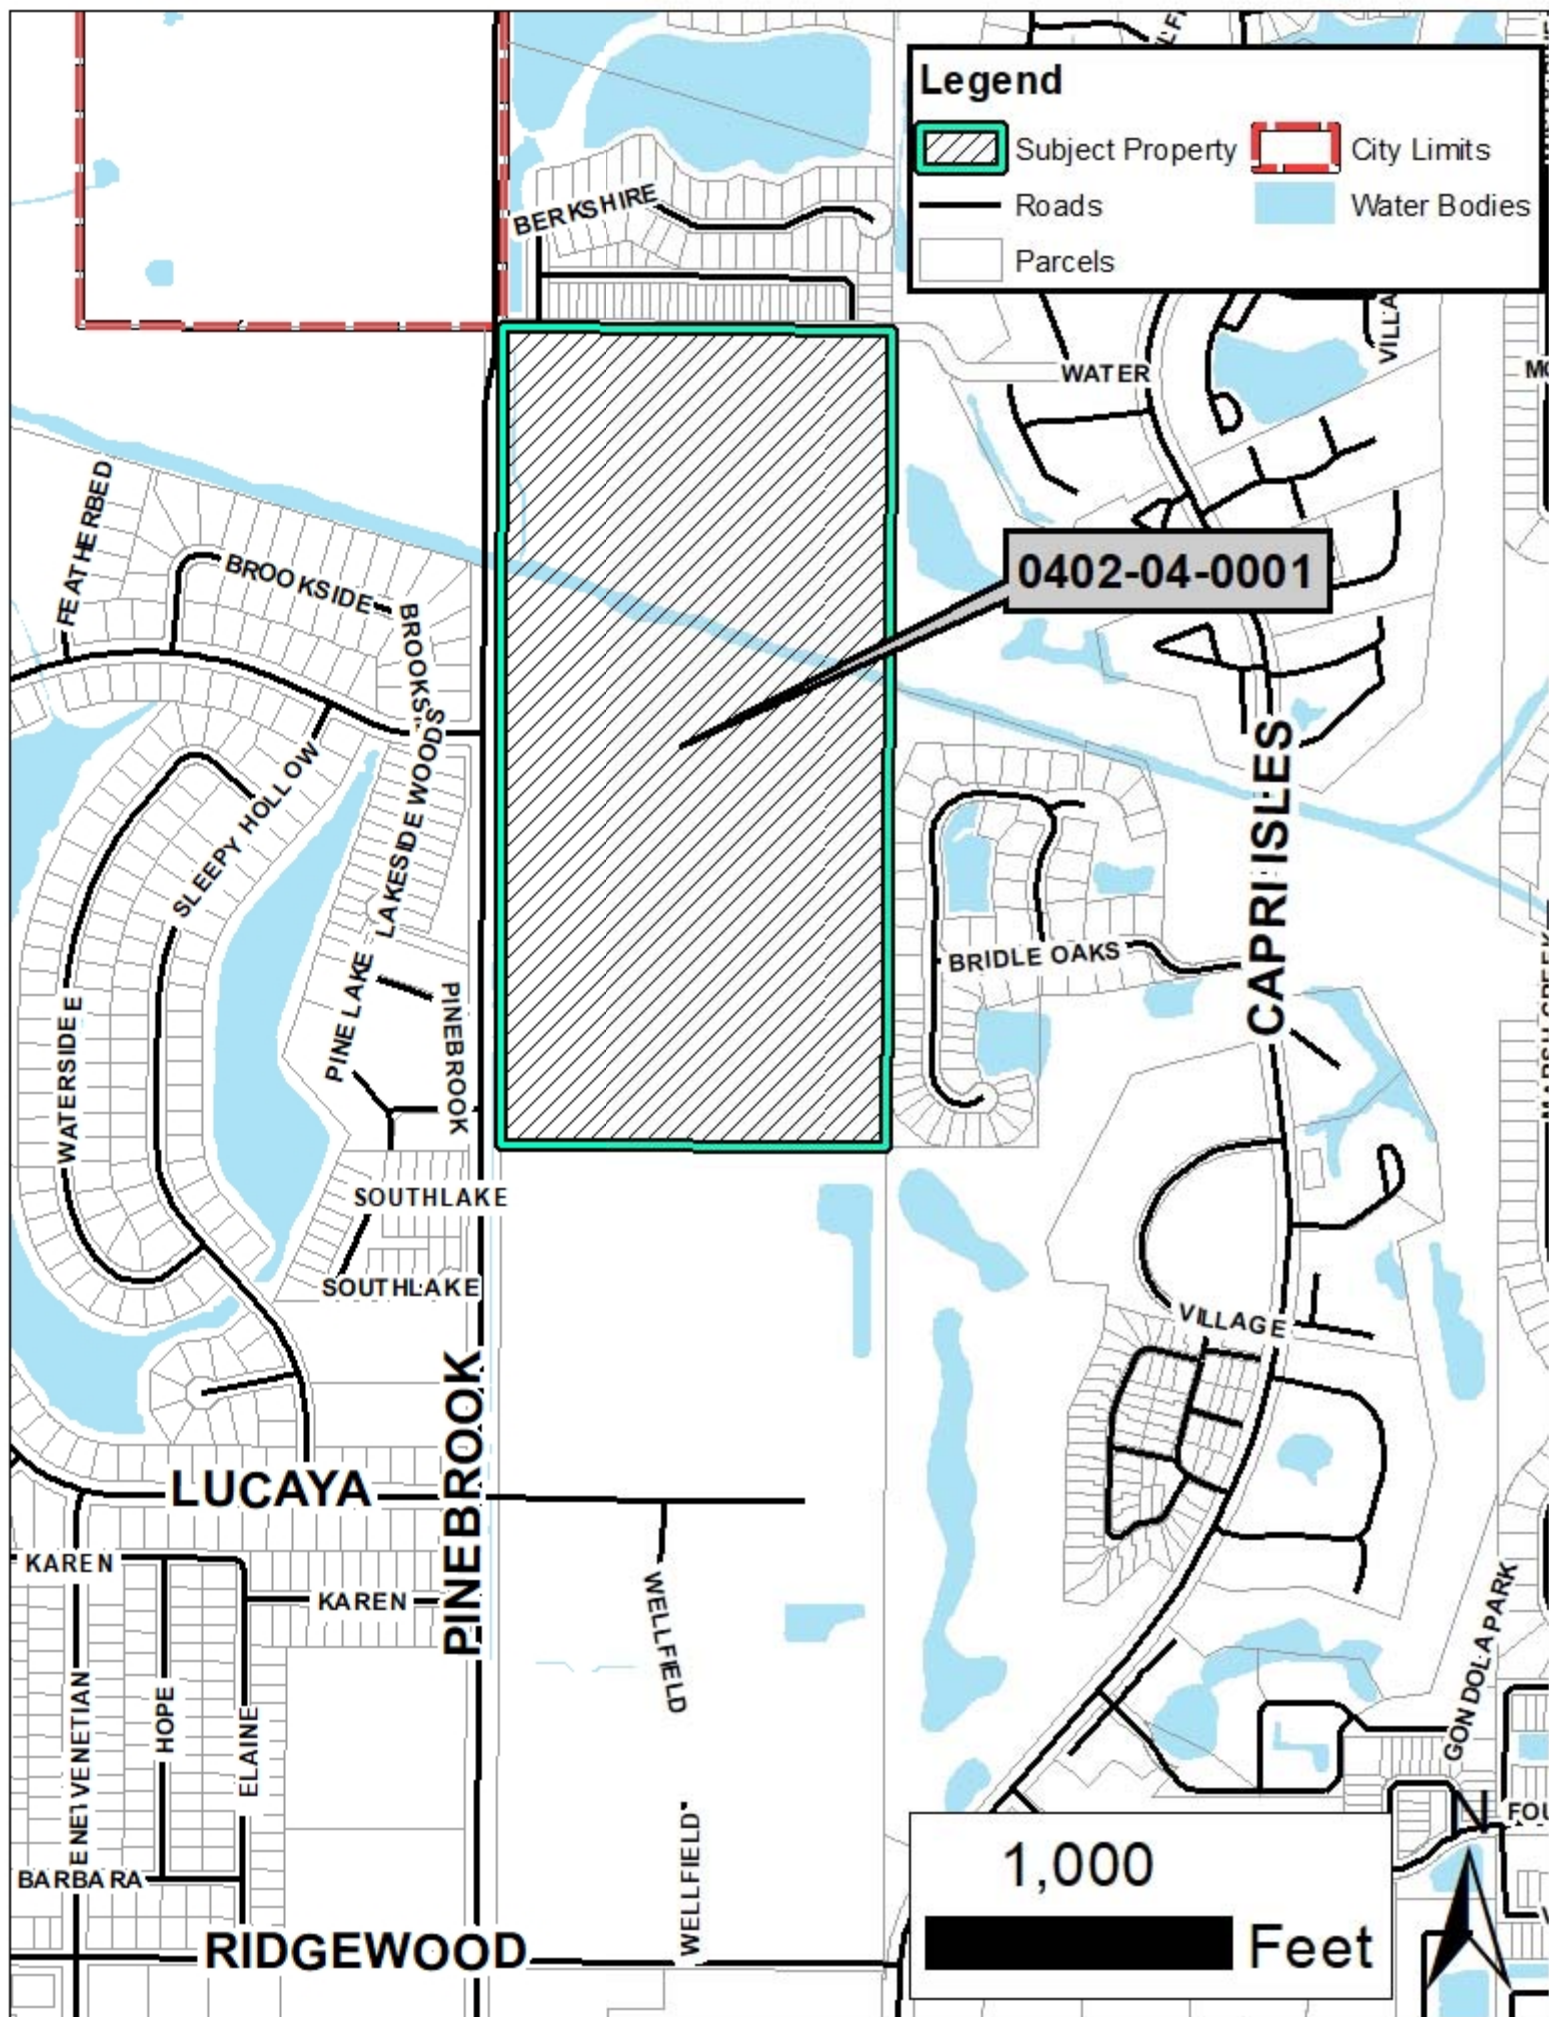 Legend
Subject Property
City Limits
Roads
Water Bodies
Parcels
BERKSHIRE
VILLA
WATER
FEATHERBED
BROOKSIDE
0402-04-0001
LAKESIDE WOODS
SLEEPY HOLLOW
CAPRI ISLES
BRIDLE OAKS
PINE LAKE
PINEBROOK
WATERSIDE E
SOUTHLAKE
SOUTHLAKE
VILLAGE
PINEBROOK
LUCAYA
KAREN
KAREN
WELLFIELD
GONDOLA PARK
VENETIAN
HOPE
ELAINE
BARBARA
WELLFIELD
N
FOU
1,000
Feet
RIDGEWOOD